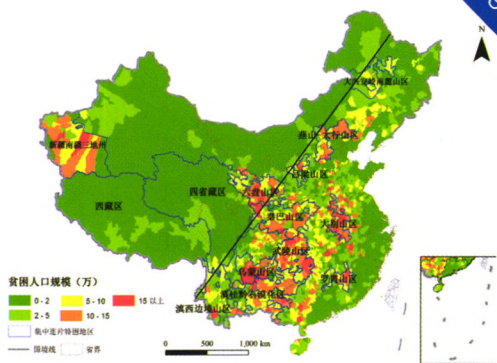 N
大兴安岭南麓山区
燕山-太行山区
新疆南疆三地州
吕梁山区
四省藏区
六盘山区
西藏区
秦巴山区
大别山区
武陵山区
乌蒙山区
罗霄山区
滇桂黔石漠化区
滇西边境山区
贫困人口规模（万）
0 - 2
5 - 10
15 以上
2 - 5
10 - 15
集中连片特困地区
国境线
省界
0
500
1,000 km